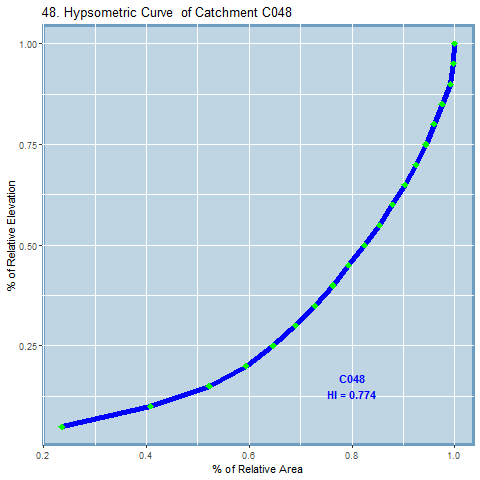 48. Hypsometric Curve  of Catchment C048
1.00
0.75
0.50
0.25
% of Relative Elevation
C048
HI = 0.774
0.2 0.4 0.6 0.8 1.0
% of Relative Area